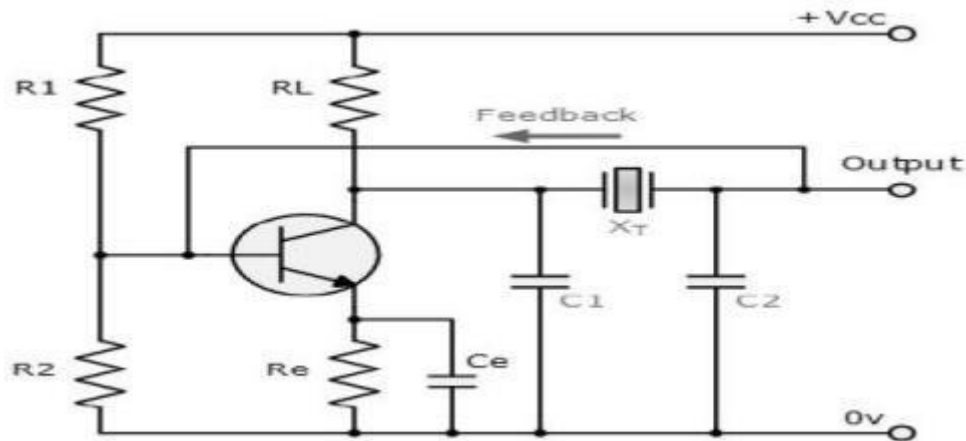 +Vcc
R1
RL
Feedback
Output
XT
C1
C2
R2
Re
Ce
0v